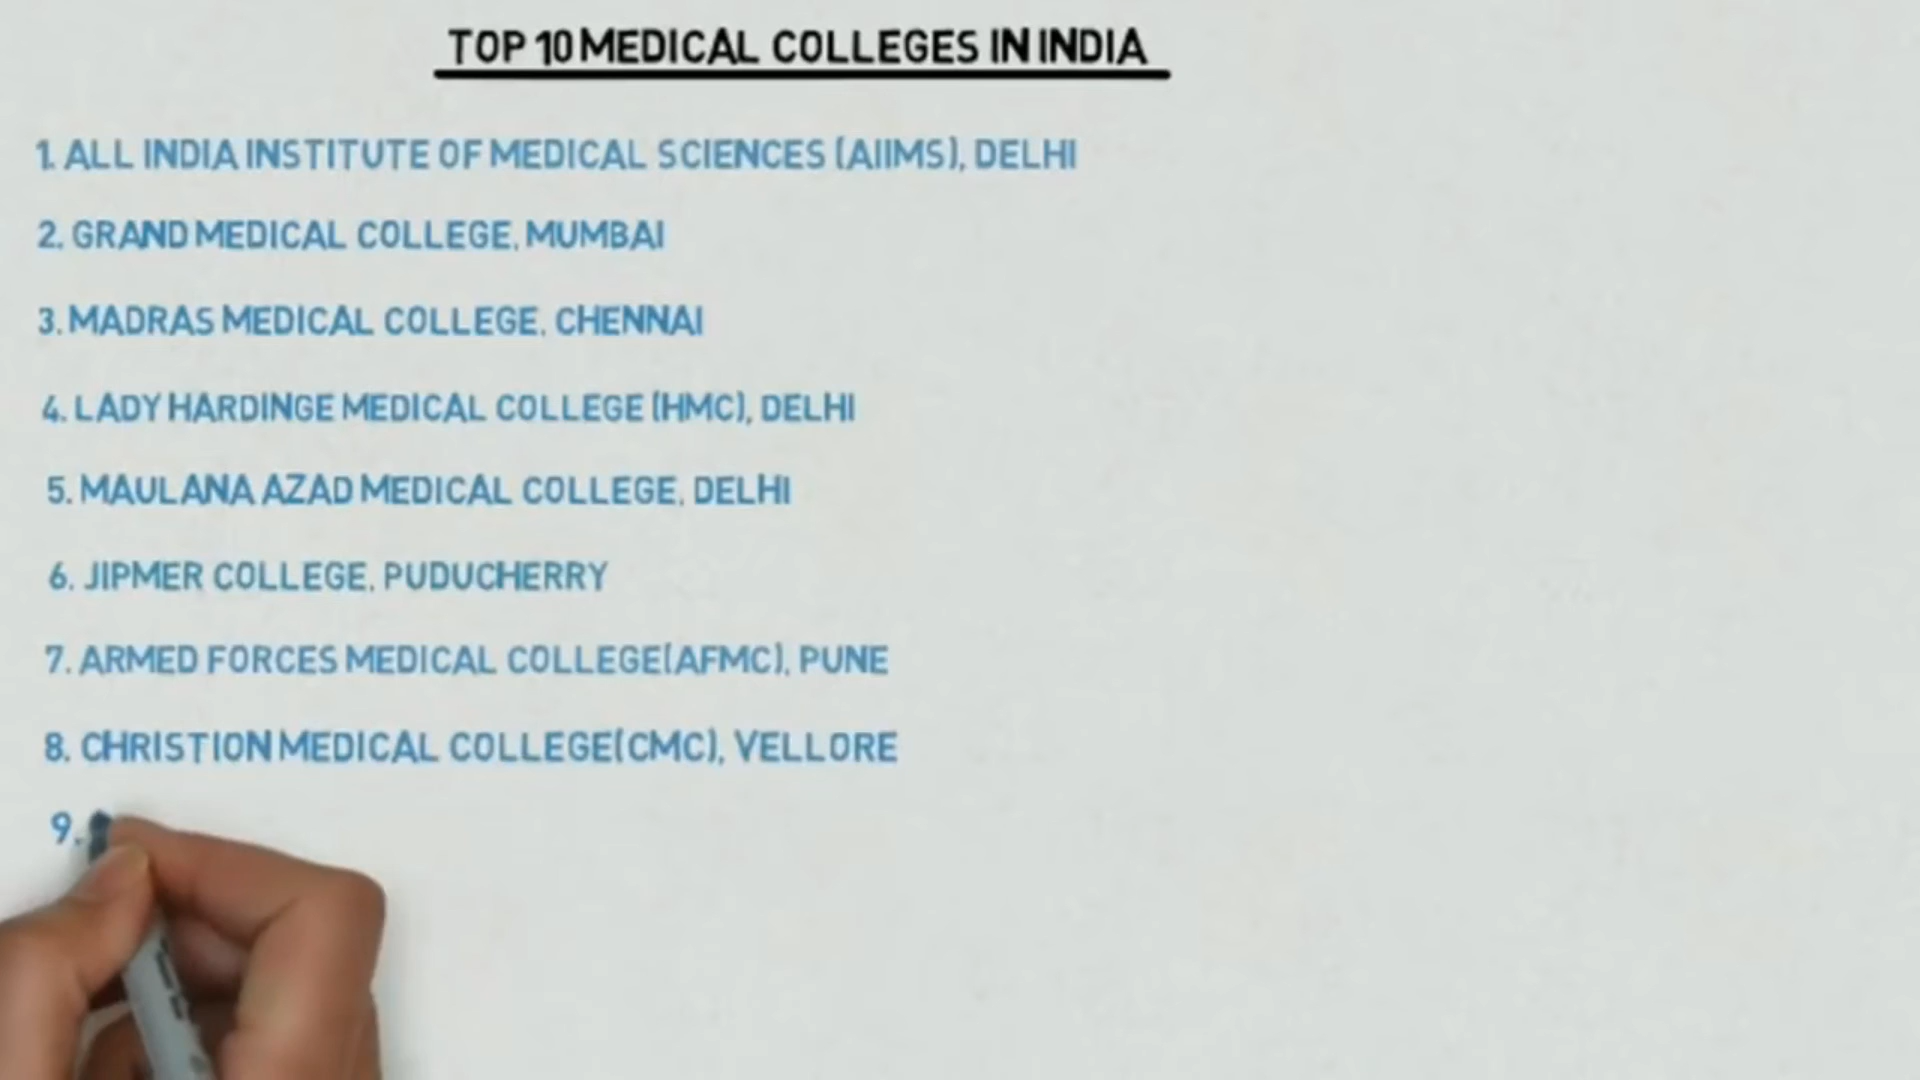 TOP 10 MEDICAL COLLEGES IN INDIA
1. ALL INDIA INSTITUTE OF MEDICAL SCIENCES (AIIMS), DELHI
2. GRAND MEDICAL COLLEGE, MUMBAI
3. MADRAS MEDICAL COLLEGE, CHENNAI
4. LADY HARDINGE MEDICAL COLLEGE (HMC), DELHI
5. MAULANA AZAD MEDICAL COLLEGE, DELHI
6. JIPMER COLLEGE, PUDUCHERRY
7. ARMED FORCES MEDICAL COLLEGE(AFMC), PUNE
8. CHRISTION MEDICAL COLLEGE(CMC), VELLORE
9.